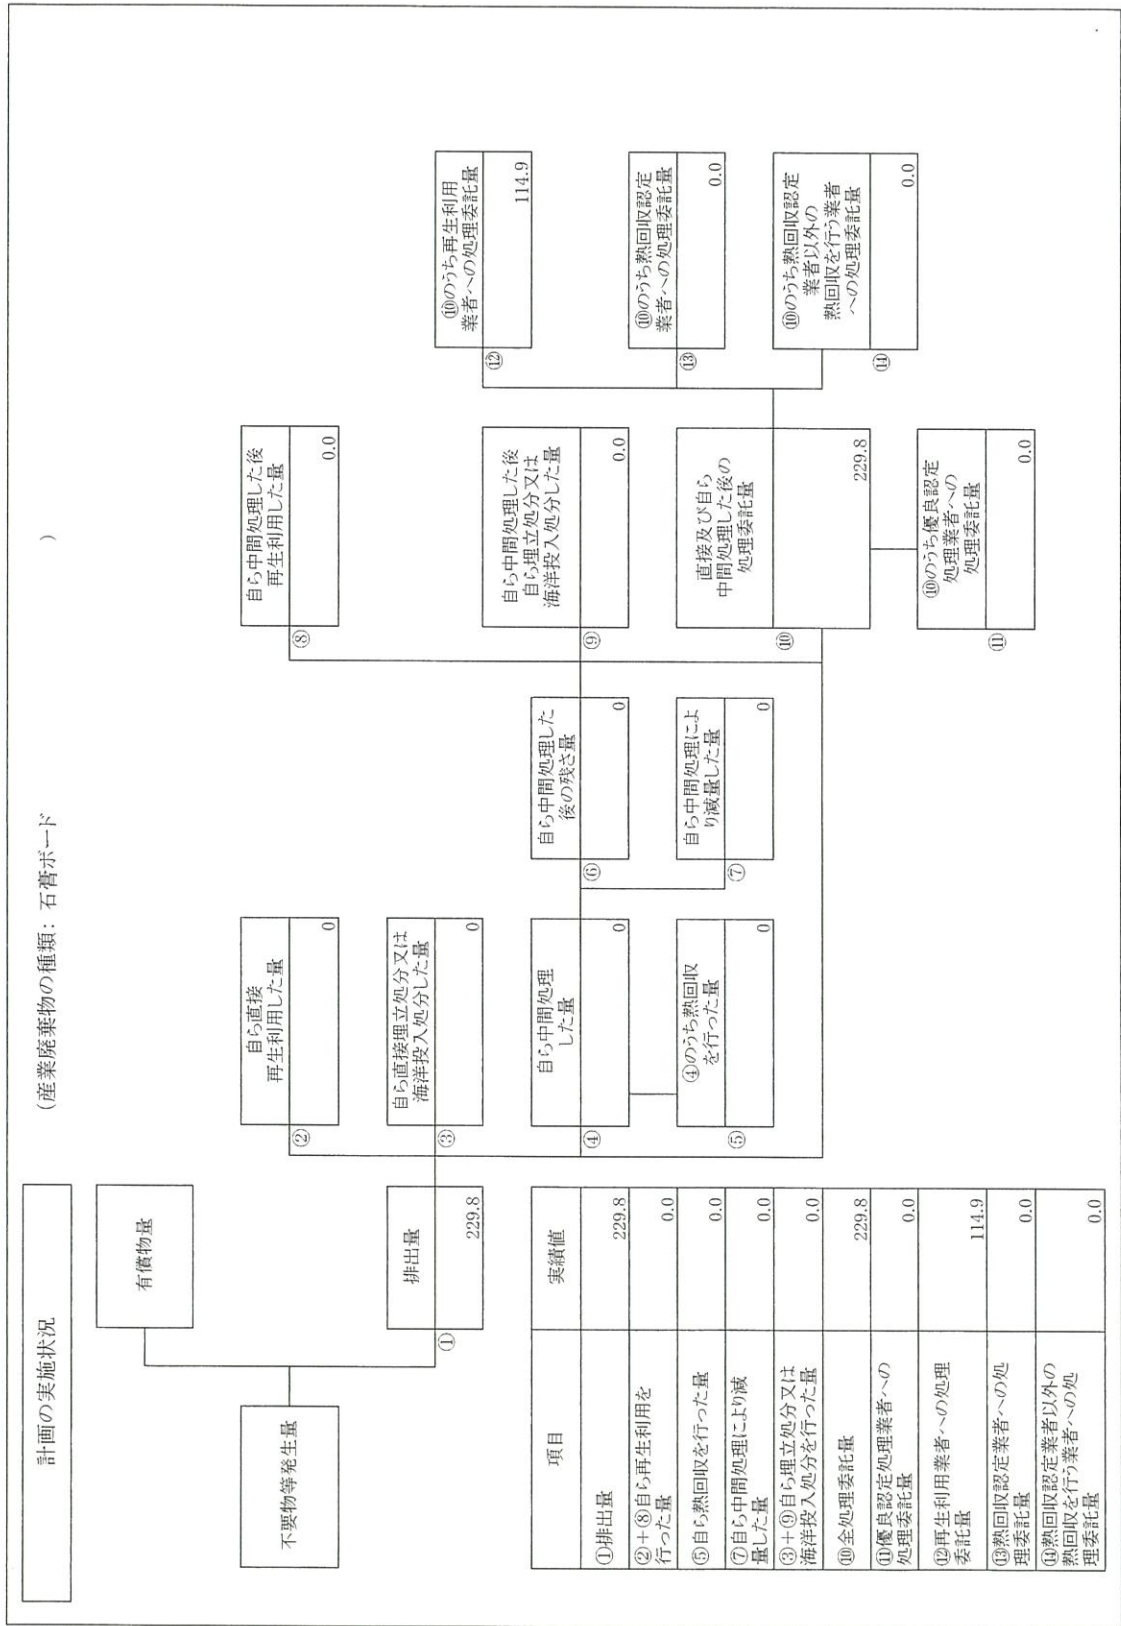 計画の実施状況
(産業廃棄物の種類: 石膏ボード )
不要物等発生量
有償物量
①
排出量
229.8
②
自ら直接
再生利用した量
0
③
自ら直接埋立処分又は
海洋投入処分した量
0
④
自ら中間処理
した量
0
⑤
④のうち熱回収
を行った量
0
⑥
自ら中間処理した
後の残さ量
0
⑦
自ら中間処理によ
り減量した量
0
⑧
自ら中間処理した後
再生利用した量
0.0
⑨
自ら中間処理した後
自ら埋立処分又は
海洋投入処分した量
0.0
⑩
直接及び自ら
中間処理した後の
処理委託量
229.8
⑪
⑩のうち優良認定
処理業者への
処理委託量
0.0
⑫
⑩のうち再生利用
業者への処理委託量
114.9
⑬
⑩のうち熱回収認定
業者への処理委託量
0.0
⑭
⑩のうち熱回収認定
業者以外の
熱回収を行う業者
への処理委託量
0.0
項目 実績値
①排出量 229.8
②+⑧自ら再生利用を
行った量 0.0
⑤自ら熱回収を行った量 0.0
⑦自ら中間処理により減
量した量 0.0
③+⑨自ら埋立処分又は
海洋投入処分を行った量 0.0
⑩全処理委託量 229.8
⑪優良認定処理業者への
処理委託量 0.0
⑫再生利用業者への処理
委託量 114.9
⑬熱回収認定業者への処
理委託量 0.0
⑭熱回収認定業者以外の
熱回収を行う業者への処
理委託量 0.0